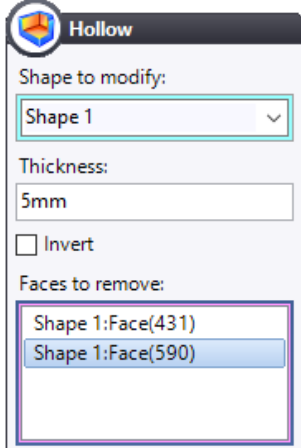 Hollow
Shape to modify:
Shape 1
Thickness:
5mm
Invert
Faces to remove:
Shape 1:Face(431)
Shape 1:Face(590)